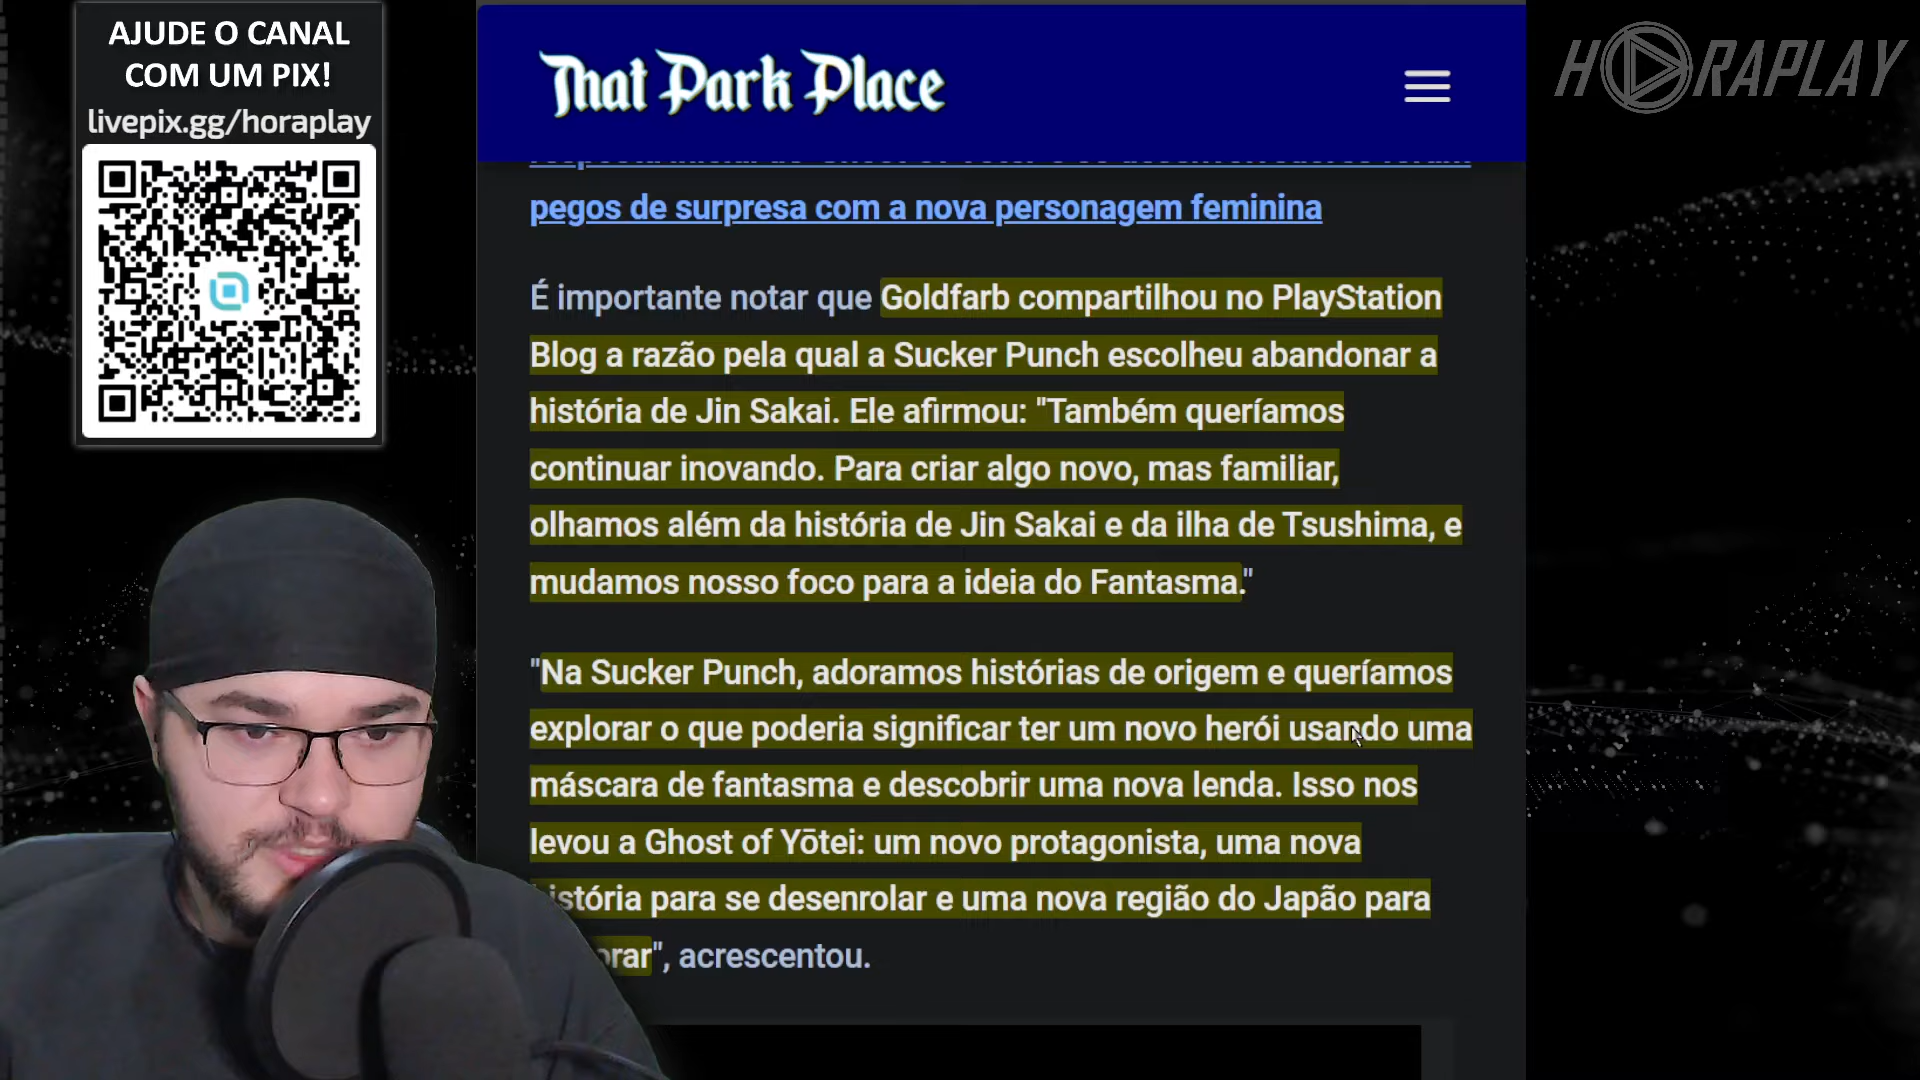 AJUDE O CANAL
COM UM PIX!
livepix.gg/horaplay
HORAPLAY
That Park Place
pegos de surpresa com a nova personagem feminina
É importante notar que Goldfarb compartilhou no PlayStation
Blog a razão pela qual a Sucker Punch escolheu abandonar a
história de Jin Sakai. Ele afirmou: "Também queríamos
continuar inovando. Para criar algo novo, mas familiar,
olhamos além da história de Jin Sakai e da ilha de Tsushima, e
mudamos nosso foco para a ideia do Fantasma."
"Na Sucker Punch, adoramos histórias de origem e queríamos
explorar o que poderia significar ter um novo herói usando uma
máscara de fantasma e descobrir uma nova lenda. Isso nos
levou a Ghost of Yōtei: um novo protagonista, uma nova
história para se desenrolar e uma nova região do Japão para
orar", acrescentou.